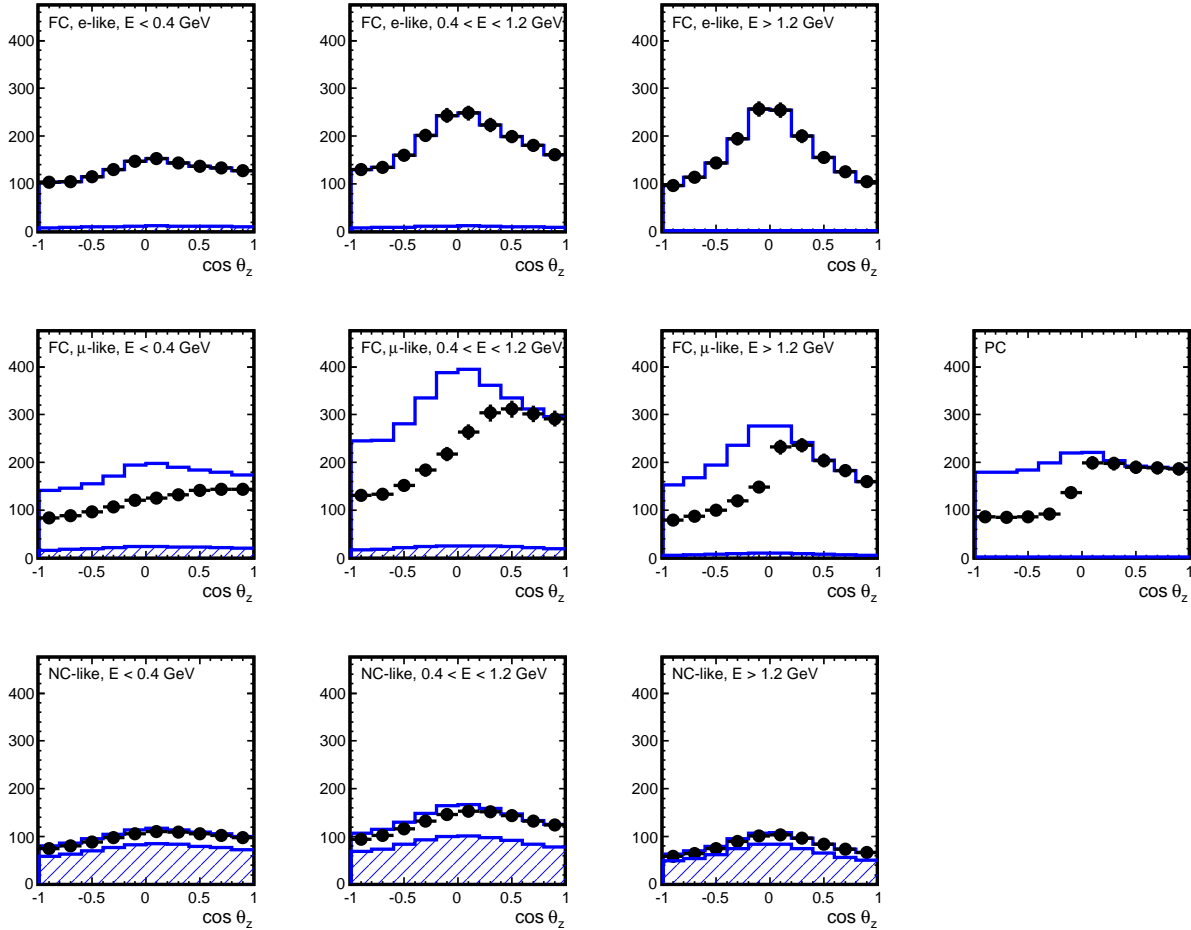 FC, e-like, E < 0.4 GeV
FC, e-like, 0.4 < E < 1.2 GeV
FC, e-like, E > 1.2 GeV
400
300
200
100
0
-1 -0.5 0 0.5 1
cos θz
400
300
200
100
0
-1 -0.5 0 0.5 1
cos θz
400
300
200
100
0
-1 -0.5 0 0.5 1
cos θz
FC, μ-like, E < 0.4 GeV
FC, μ-like, 0.4 < E < 1.2 GeV
FC, μ-like, E > 1.2 GeV
PC
400
300
200
100
0
-1 -0.5 0 0.5 1
cos θz
400
300
200
100
0
-1 -0.5 0 0.5 1
cos θz
400
300
200
100
0
-1 -0.5 0 0.5 1
cos θz
400
300
200
100
0
-1 -0.5 0 0.5 1
cos θz
NC-like, E < 0.4 GeV
NC-like, 0.4 < E < 1.2 GeV
NC-like, E > 1.2 GeV
400
300
200
100
0
-1 -0.5 0 0.5 1
cos θz
400
300
200
100
0
-1 -0.5 0 0.5 1
cos θz
400
300
200
100
0
-1 -0.5 0 0.5 1
cos θz